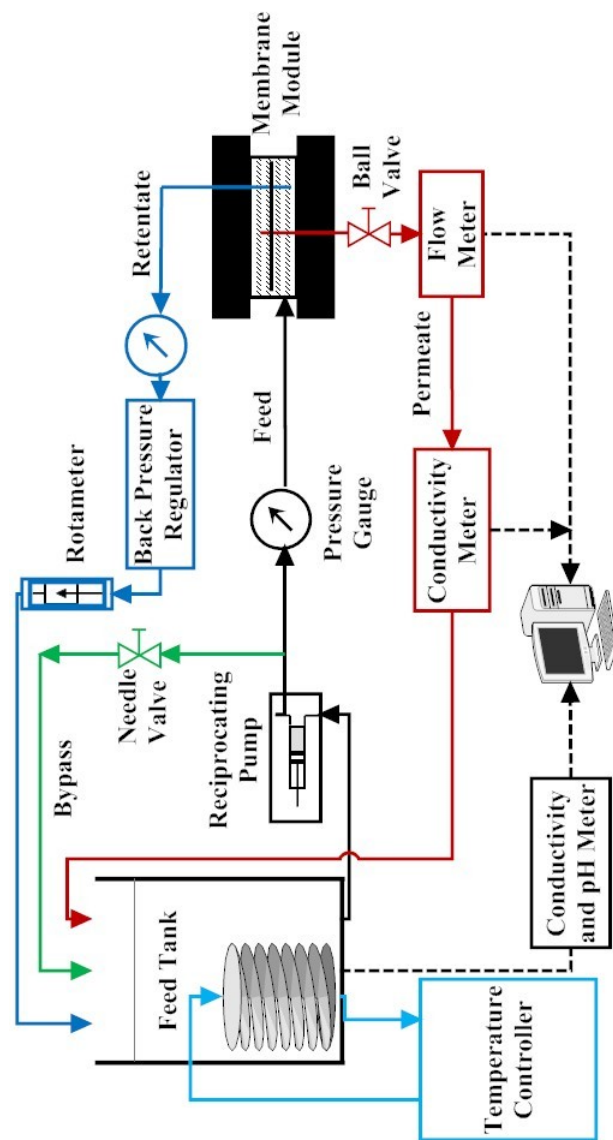 Feed Tank
Temperature
Controller
Conductivity
and pH Meter
Bypass
Needle
Valve
Reciprocating
Pump
Rotameter
Back Pressure
Regulator
Retentate
Pressure
Gauge
Feed
Membrane
Module
Ball
Valve
Flow
Meter
Permeate
Conductivity
Meter